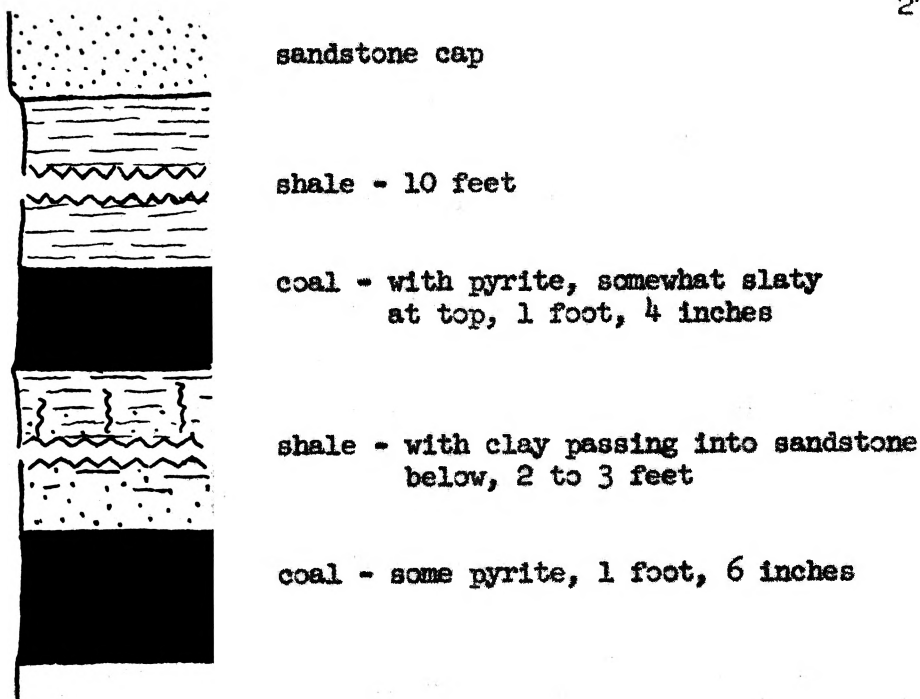 2
sandstone cap
shale - 10 feet
coal - with pyrite, somewhat slaty
at top, 1 foot, 4 inches
shale - with clay passing into sandstone
below, 2 to 3 feet
coal - some pyrite, 1 foot, 6 inches